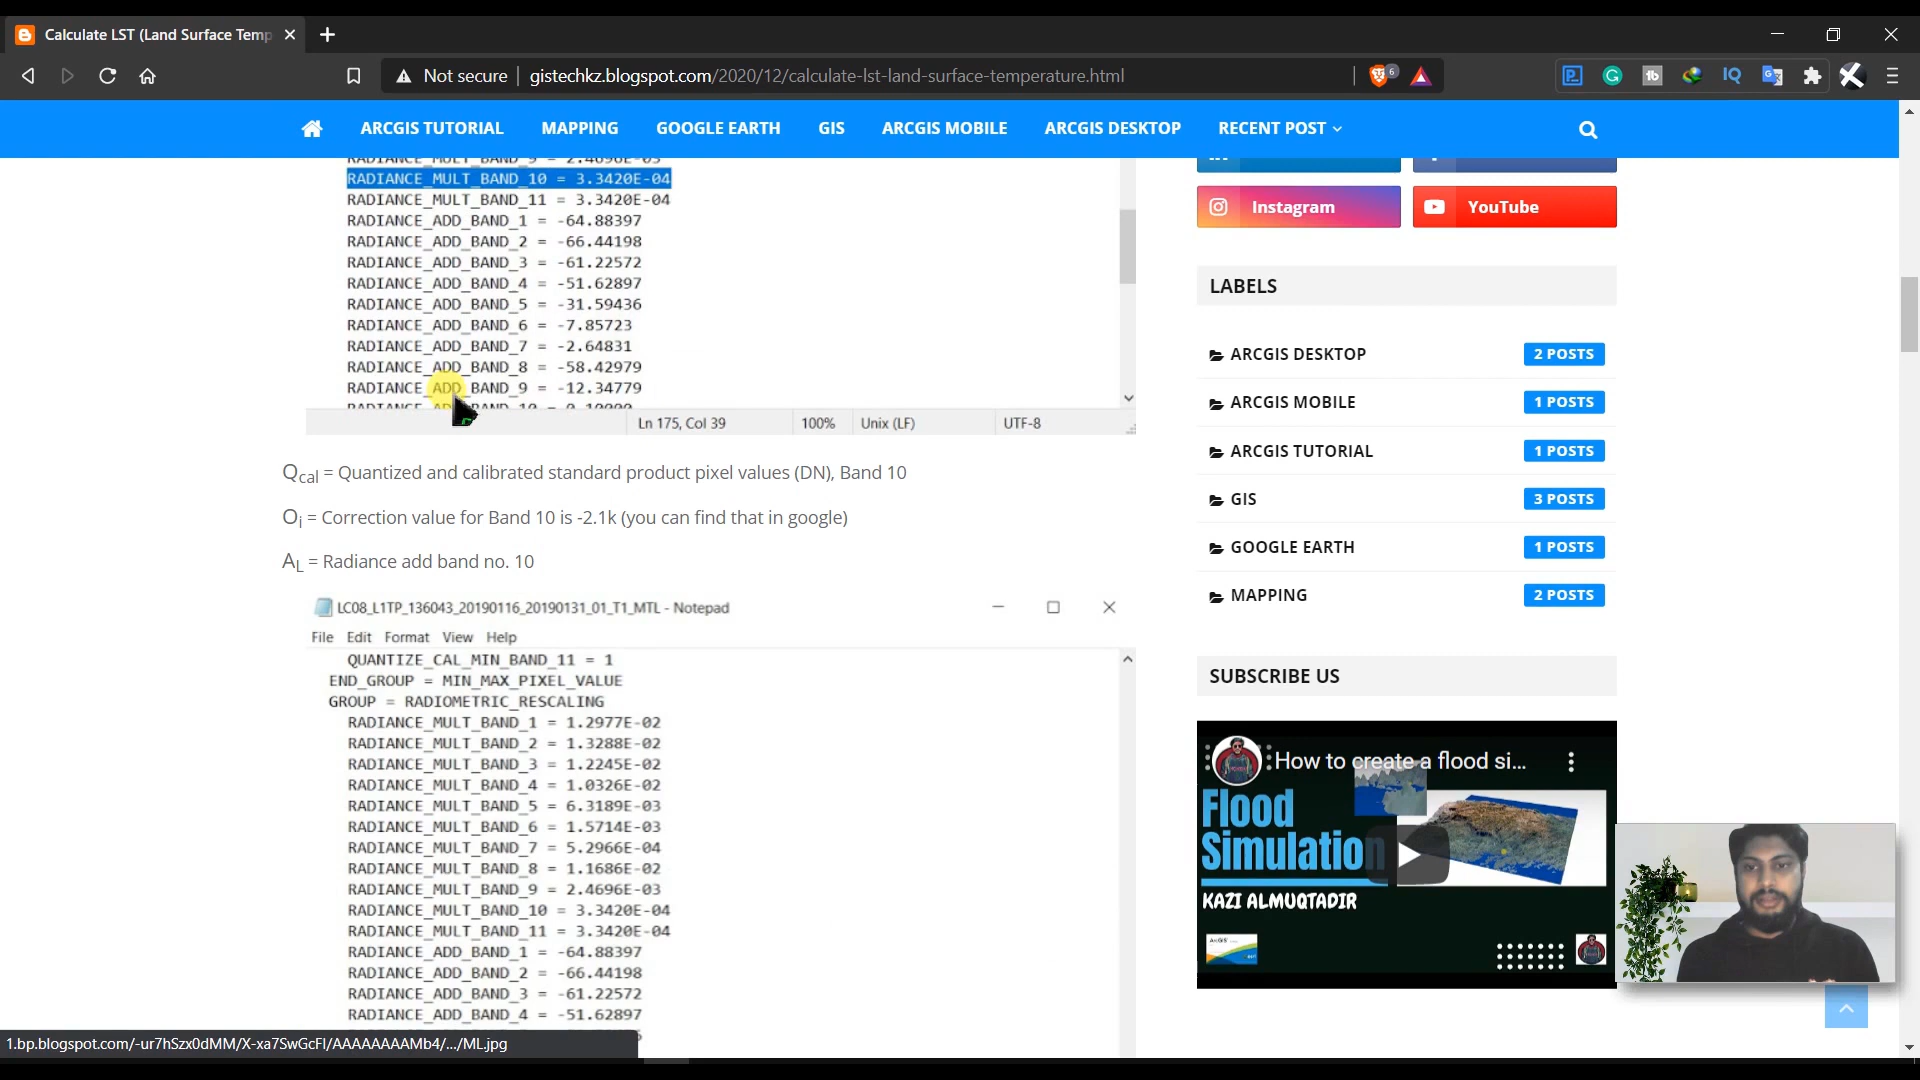 Calculate LST (Land Surface Temp
Not secure
gistechkz.blogspot.com/2020/12/calculate-lst-land-surface-temperature.html
ARCGIS TUTORIAL
MAPPING
GOOGLE EARTH
GIS
ARCGIS MOBILE
ARCGIS DESKTOP
RECENT POST
RADIANCE_MULT_BAND_9 = 2.4696E-03
RADIANCE_MULT_BAND_10 = 3.3420E-04
RADIANCE_MULT_BAND_11 = 3.3420E-04
RADIANCE_ADD_BAND_1 = -64.88397
RADIANCE_ADD_BAND_2 = -66.44198
RADIANCE_ADD_BAND_3 = -61.22572
RADIANCE_ADD_BAND_4 = -51.62897
RADIANCE_ADD_BAND_5 = -31.59436
RADIANCE_ADD_BAND_6 = -7.85723
RADIANCE_ADD_BAND_7 = -2.64831
RADIANCE_ADD_BAND_8 = -58.42979
RADIANCE_ADD_BAND_9 = -12.34779
RADIANCE_ADD_BAND_10 = 0.10000
Ln 175, Col 39
100%
Unix (LF)
UTF-8
Qcal = Quantized and calibrated standard product pixel values (DN), Band 10
Oi = Correction value for Band 10 is -2.1k (you can find that in google)
AL = Radiance add band no. 10
LC08_L1TP_136043_20190116_20190131_01_T1_MTL - Notepad
File Edit Format View Help
QUANTIZE_CAL_MIN_BAND_11 = 1
END_GROUP = MIN_MAX_PIXEL_VALUE
GROUP = RADIOMETRIC_RESCALING
RADIANCE_MULT_BAND_1 = 1.2977E-02
RADIANCE_MULT_BAND_2 = 1.3288E-02
RADIANCE_MULT_BAND_3 = 1.2245E-02
RADIANCE_MULT_BAND_4 = 1.0326E-02
RADIANCE_MULT_BAND_5 = 6.3189E-03
RADIANCE_MULT_BAND_6 = 1.5714E-03
RADIANCE_MULT_BAND_7 = 5.2966E-04
RADIANCE_MULT_BAND_8 = 1.1686E-02
RADIANCE_MULT_BAND_9 = 2.4696E-03
RADIANCE_MULT_BAND_10 = 3.3420E-04
RADIANCE_MULT_BAND_11 = 3.3420E-04
RADIANCE_ADD_BAND_1 = -64.88397
RADIANCE_ADD_BAND_2 = -66.44198
RADIANCE_ADD_BAND_3 = -61.22572
RADIANCE_ADD_BAND_4 = -51.62897
1.bp.blogspot.com/-ur7hSzx0dMM/X-xa7SwGcFI/AAAAAAAAMb4/.../ML.jpg
Instagram
YouTube
LABELS
ARCGIS DESKTOP 2 POSTS
ARCGIS MOBILE 1 POSTS
ARCGIS TUTORIAL 1 POSTS
GIS 3 POSTS
GOOGLE EARTH 1 POSTS
MAPPING 2 POSTS
SUBSCRIBE US
How to create a flood si...
Flood
Simulation
KAZI ALMUQTADIR
ArcGIS